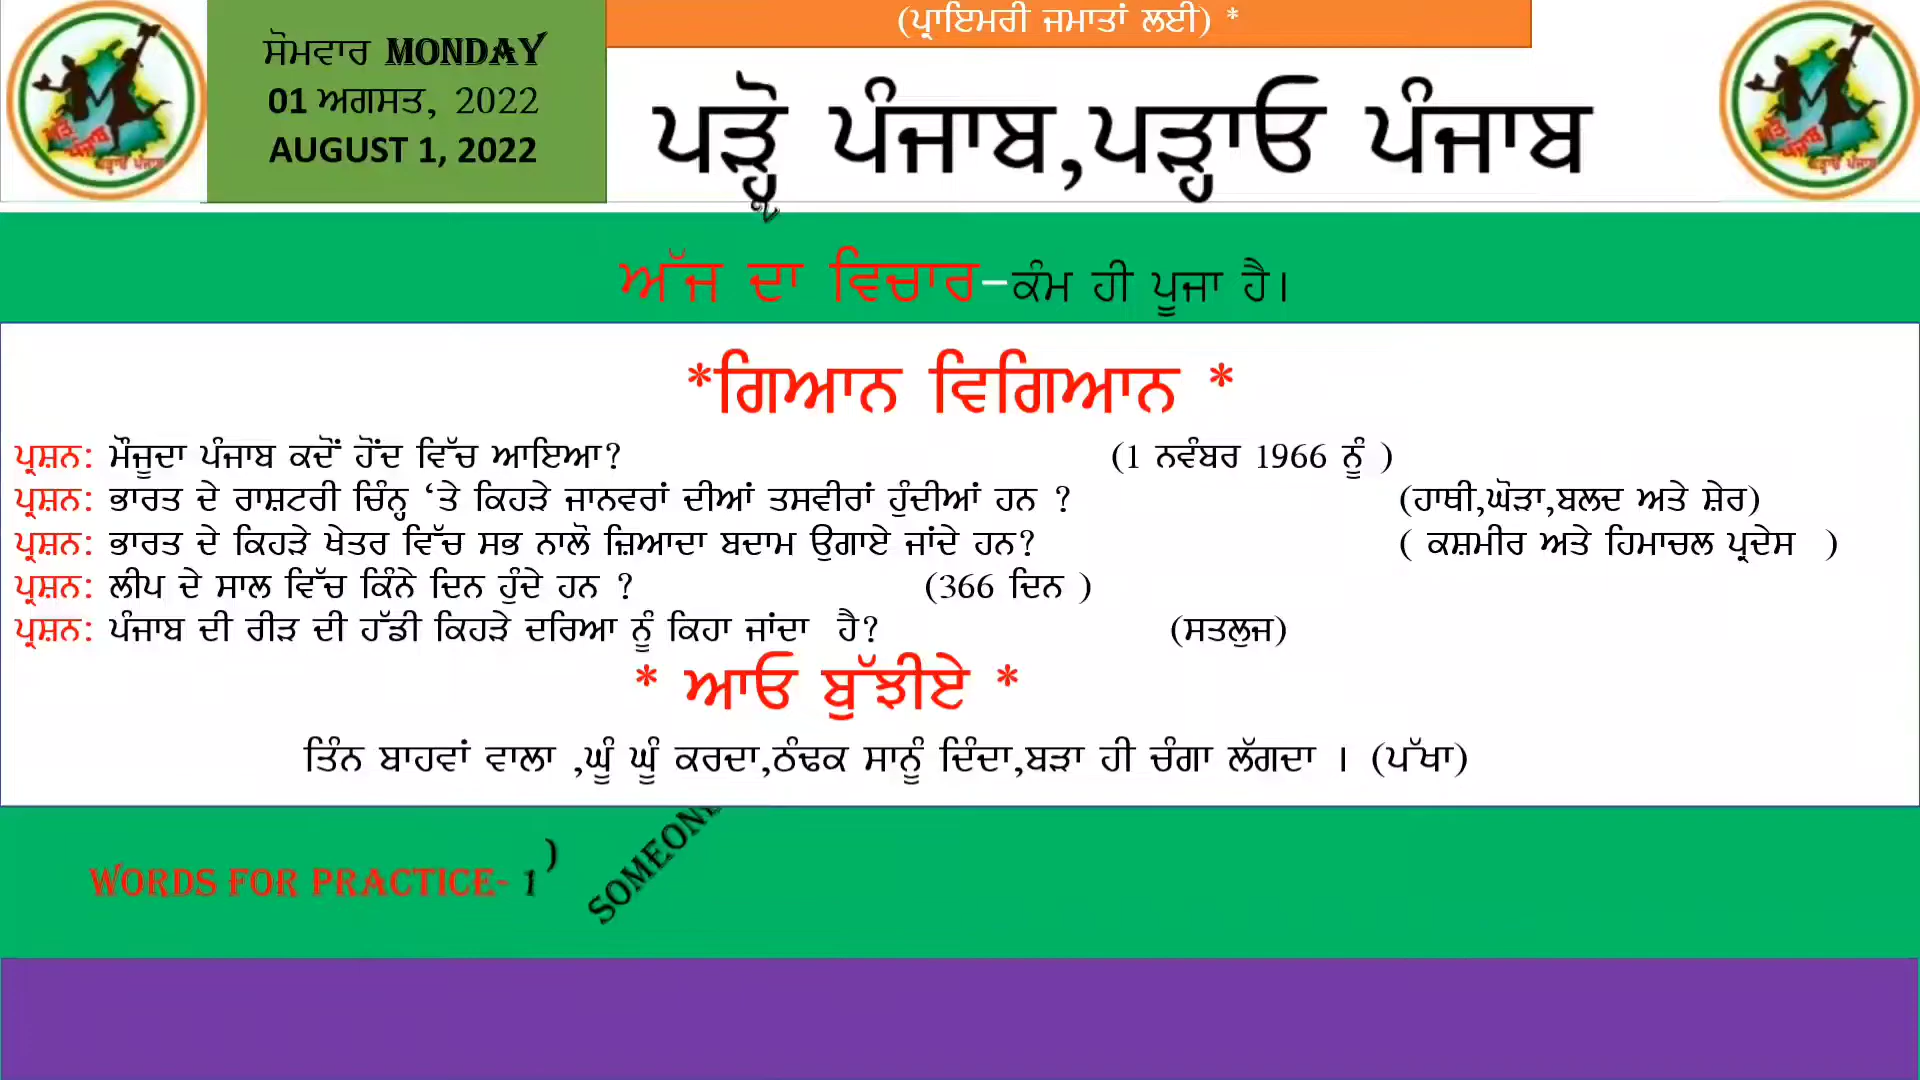 (ਪ੍ਰਾਇਮਰੀ ਜਮਾਤਾਂ ਲਈ) *
ਸੋਮਵਾਰ MONDAY
01 ਅਗਸਤ, 2022
AUGUST 1, 2022
ਪੜ੍ਹੋ ਪੰਜਾਬ,ਪੜ੍ਹਾਓ ਪੰਜਾਬ
ਅੱਜ ਦਾ ਵਿਚਾਰ-ਕੰਮ ਹੀ ਪੂਜਾ ਹੈ।
*ਗਿਆਨ ਵਿਗਿਆਨ *
ਪ੍ਰਸ਼ਨ: ਮੌਜੂਦਾ ਪੰਜਾਬ ਕਦੋਂ ਹੋਂਦ ਵਿੱਚ ਆਇਆ? (1 ਨਵੰਬਰ 1966 ਨੂੰ )
ਪ੍ਰਸ਼ਨ: ਭਾਰਤ ਦੇ ਰਾਸ਼ਟਰੀ ਚਿੰਨ੍ਹ ‘ਤੇ ਕਿਹੜੇ ਜਾਨਵਰਾਂ ਦੀਆਂ ਤਸਵੀਰਾਂ ਹੁੰਦੀਆਂ ਹਨ ? (ਹਾਥੀ,ਘੋੜਾ,ਬਲਦ ਅਤੇ ਸ਼ੇਰ)
ਪ੍ਰਸ਼ਨ: ਭਾਰਤ ਦੇ ਕਿਹੜੇ ਖੇਤਰ ਵਿੱਚ ਸਭ ਨਾਲੋ ਜ਼ਿਆਦਾ ਬਦਾਮ ਉਗਾਏ ਜਾਂਦੇ ਹਨ? ( ਕਸ਼ਮੀਰ ਅਤੇ ਹਿਮਾਚਲ ਪ੍ਰਦੇਸ )
ਪ੍ਰਸ਼ਨ: ਲੀਪ ਦੇ ਸਾਲ ਵਿੱਚ ਕਿੰਨੇ ਦਿਨ ਹੁੰਦੇ ਹਨ ? (366 ਦਿਨ )
ਪ੍ਰਸ਼ਨ: ਪੰਜਾਬ ਦੀ ਰੀੜ ਦੀ ਹੱਡੀ ਕਿਹੜੇ ਦਰਿਆ ਨੂੰ ਕਿਹਾ ਜਾਂਦਾ ਹੈ? (ਸਤਲੁਜ)
* ਆਓ ਬੁੱਝੀਏ *
ਤਿੰਨ ਬਾਹਵਾਂ ਵਾਲਾ ,ਘੂੰ ਘੂੰ ਕਰਦਾ,ਠੰਢਕ ਸਾਨੂੰ ਦਿੰਦਾ,ਬੜਾ ਹੀ ਚੰਗਾ ਲੱਗਦਾ । (ਪੱਖਾ)
WORDS FOR PRACTICE- 1) SOMEONE